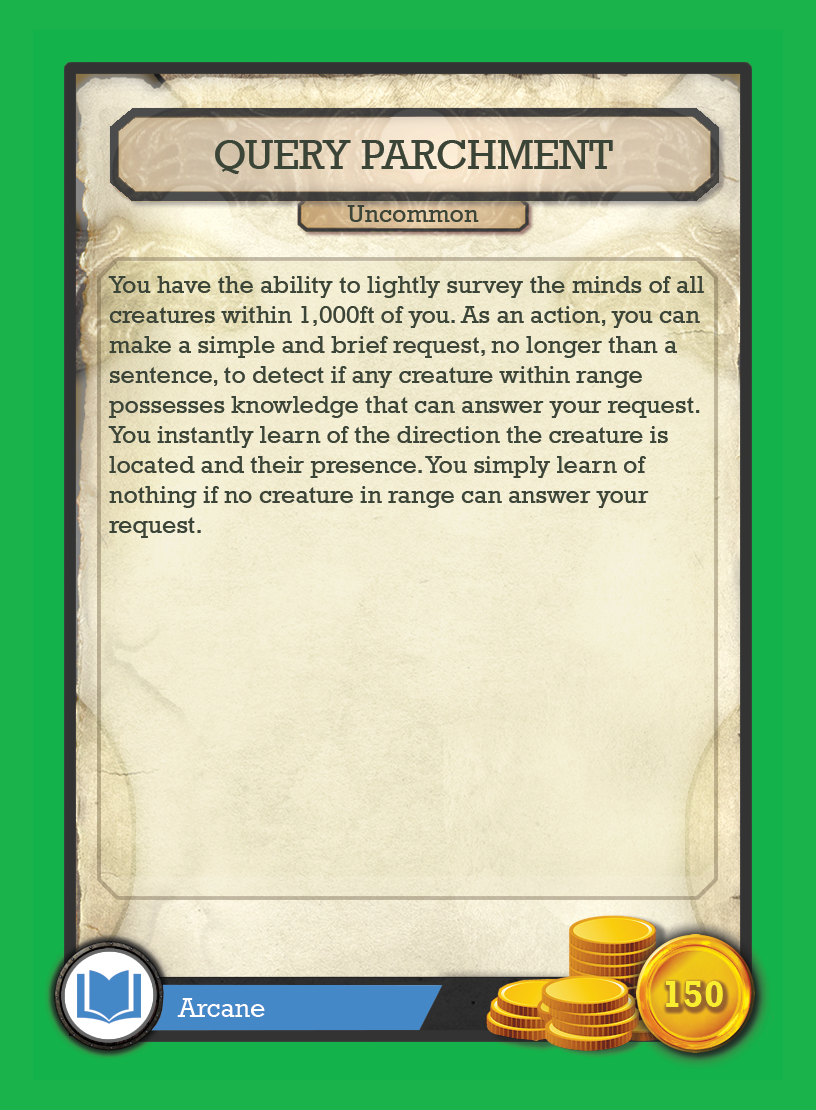 QUERY PARCHMENT
Uncommon
You have the ability to lightly survey the minds of all
creatures within 1,000ft of you. As an action, you can
make a simple and brief request, no longer than a
sentence, to detect if any creature within range
possesses knowledge that can answer your request.
You instantly learn of the direction the creature is
located and their presence. You simply learn of
nothing if no creature in range can answer your
request.
Arcane
150